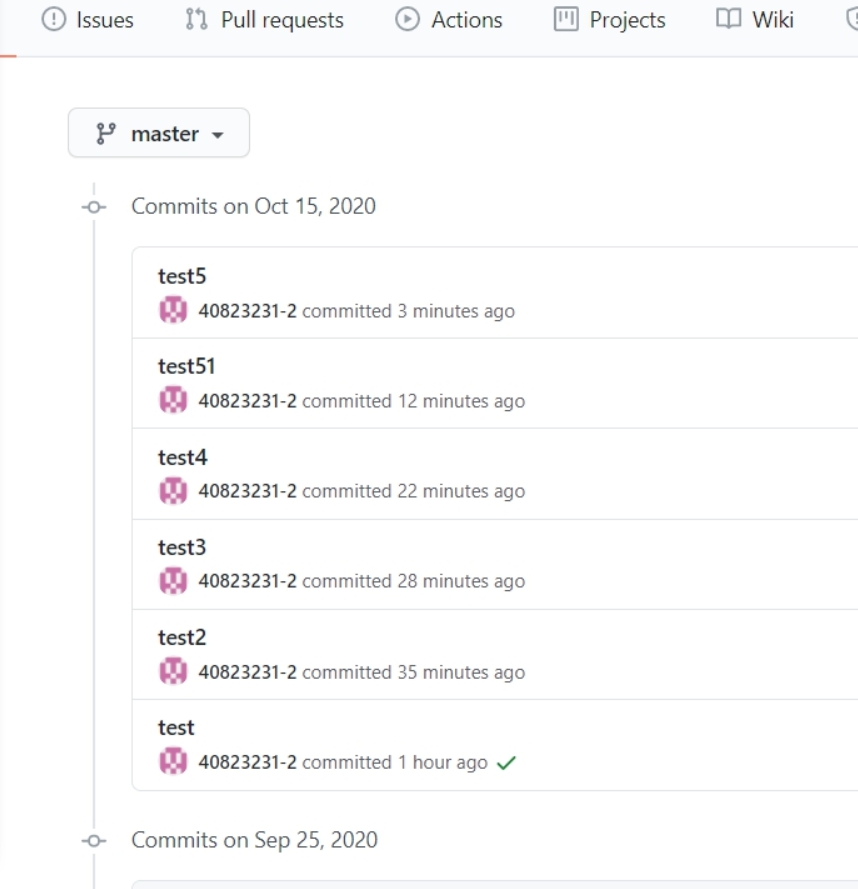 Issues Pull requests Actions Projects Wiki
master
Commits on Oct 15, 2020
test5
40823231-2 committed 3 minutes ago
test51
40823231-2 committed 12 minutes ago
test4
40823231-2 committed 22 minutes ago
test3
40823231-2 committed 28 minutes ago
test2
40823231-2 committed 35 minutes ago
test
40823231-2 committed 1 hour ago
Commits on Sep 25, 2020